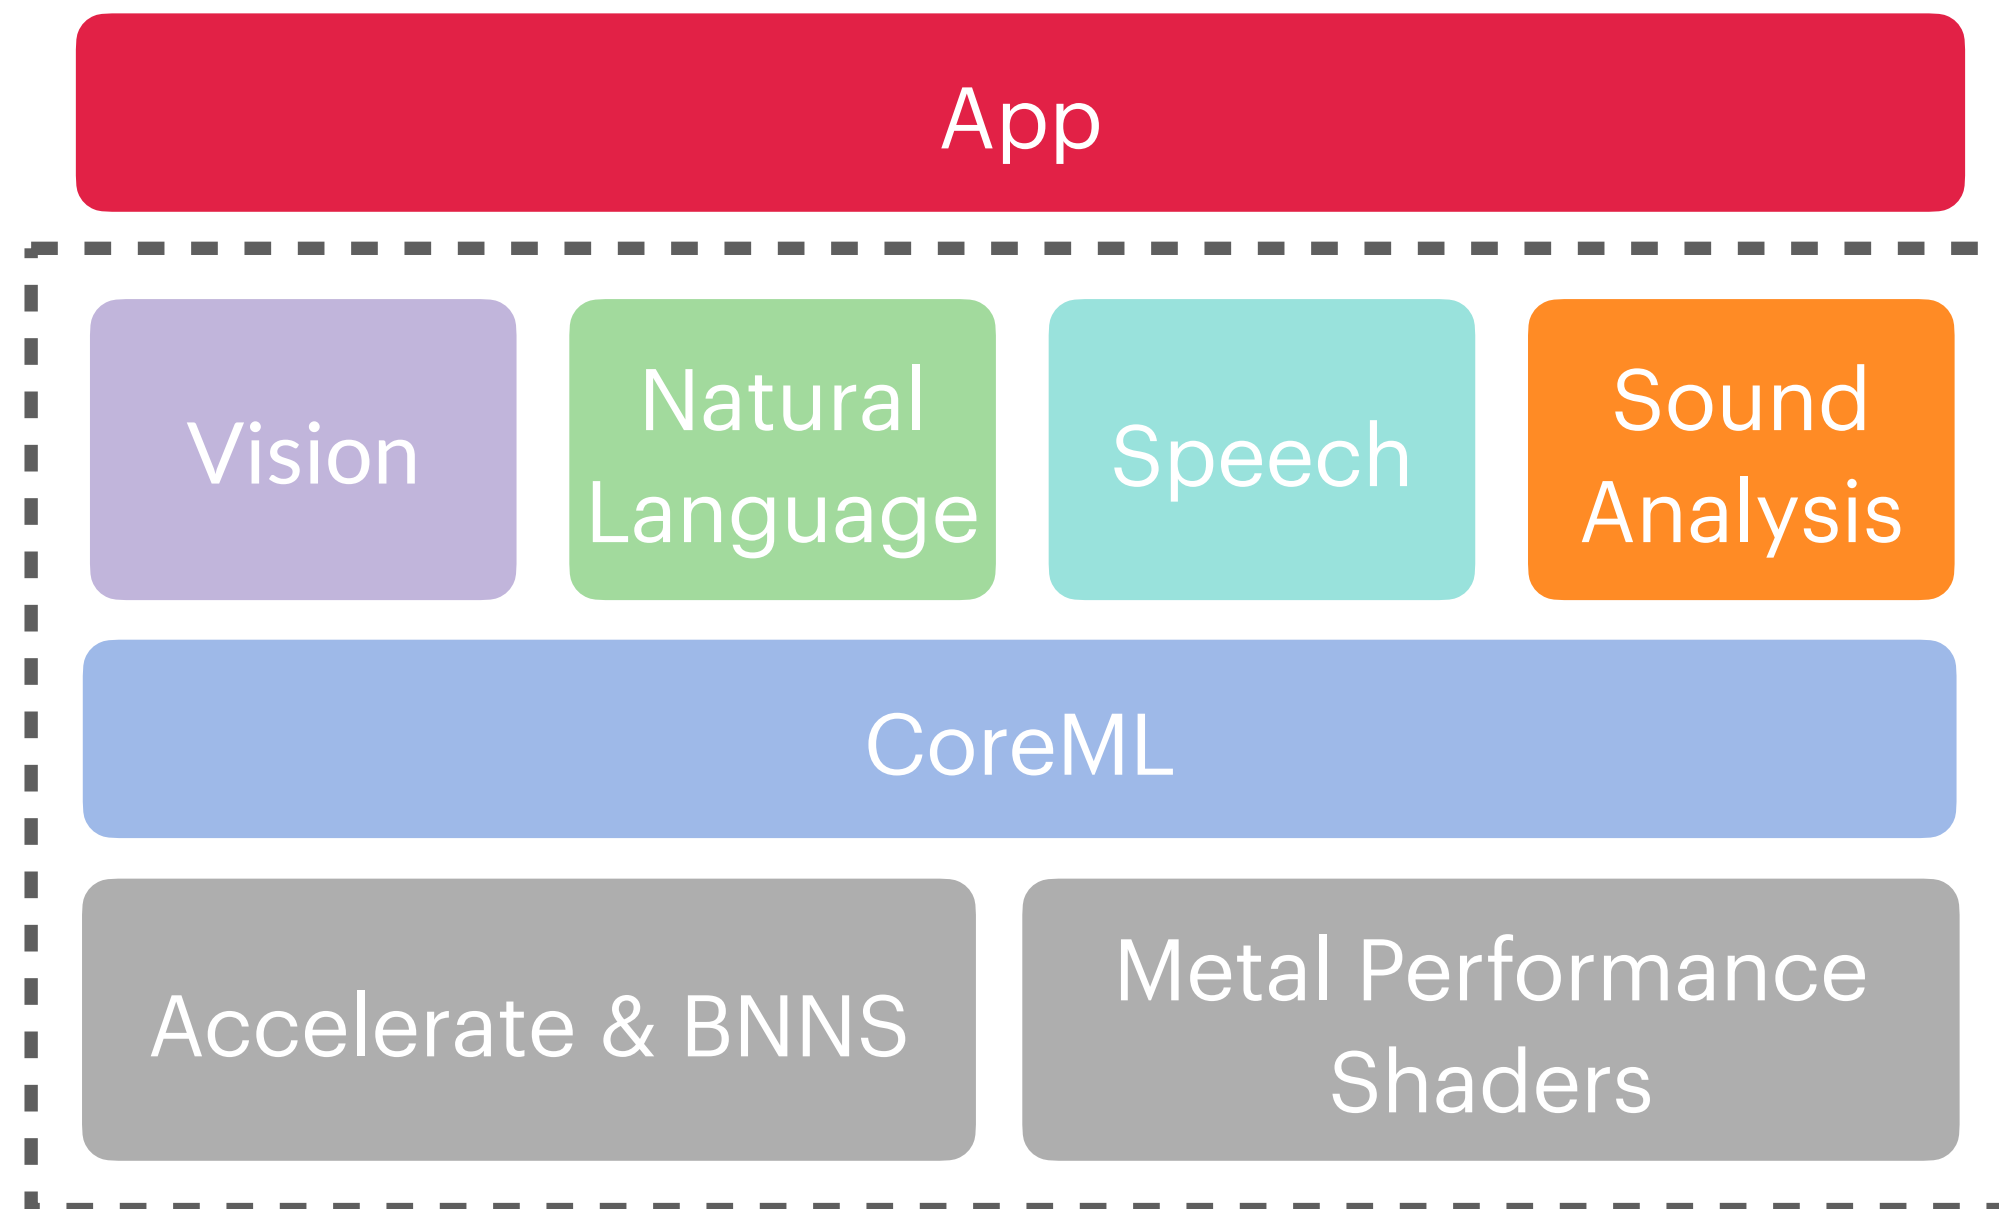 App
Vision
Natural
Language
Speech
Sound
Analysis
CoreML
Accelerate & BNNS
Metal Performance
Shaders